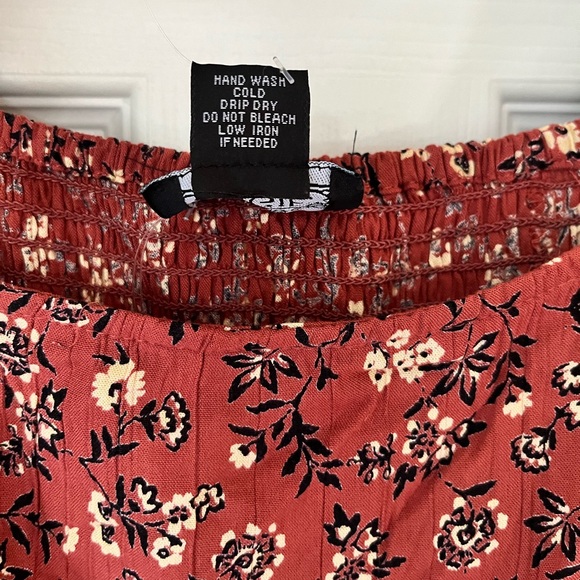 HAND WASH
COLD
DRIP DRY
DO NOT BLEACH
LOW IRON
IF NEEDED